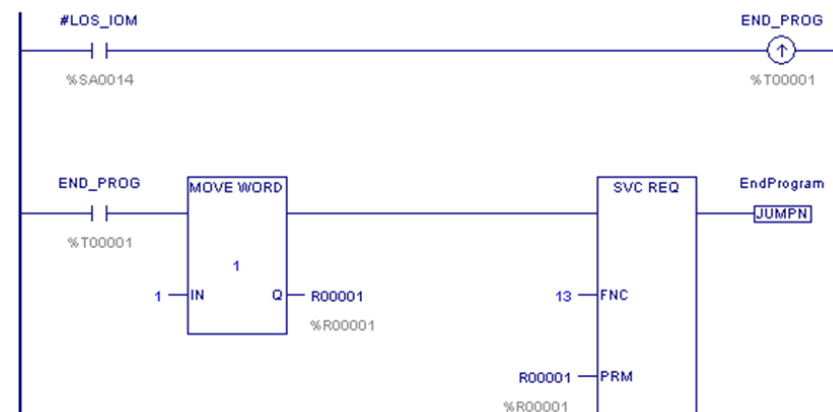 #LOS_IOM END_PROG
%SA0014 %T00001
END_PROG MOVE WORD SVC REQ EndProgram
JUMPN
%T00001
1
1 IN Q R00001 13 FNC
%R00001
R00001 PRM
%R00001